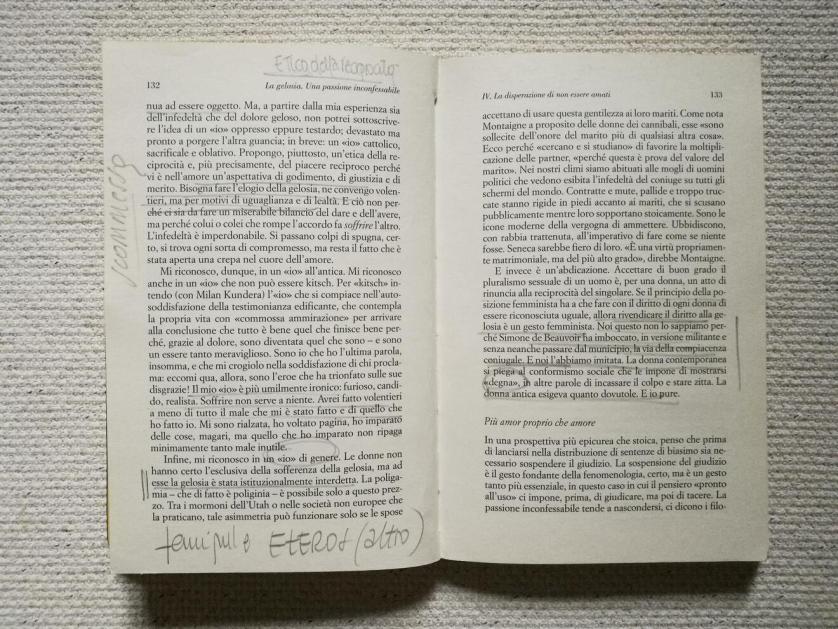 Etica della
132
La gelosia. Una passione inconfessabile
nua ad essere oggetto. Ma, a partire dalla mia esperienza sia
dell'infedeltà che del dolore geloso, non potrei sottoscrive-
re l'idea di un «io» oppresso eppure testardo; devastato ma
pronto a porgere l'altra guancia; in breve: un «io» cattolico,
sacrificale e oblativo. Propongo, piuttosto, un'etica della re-
ciprocità e, più precisamente, del piacere reciproco perché
vi è nell'amore un'aspettativa di godimento, di giustizia e di
merito. Bisogna fare l'elogio della gelosia, ne convengo volen-
tieri, ma per motivi di uguaglianza e di lealtà. E ciò non per-
ché ci sia da fare un miserabile bilancio del dare e dell'avere,
ma perché colui o colei che rompe l'accordo fa soffrire l'altro.
L'infedeltà è imperdonabile. Si passano colpi di spugna, cer-
to, si trova ogni sorta di compromesso, ma resta il fatto che è
stata aperta una crepa nel cuore dell'amore.
Mi riconosco, dunque, in un «io» all'antica. Mi riconosco
anche in un «io» che non può essere kitsch. Per «kitsch» in-
tendo (con Milan Kundera) l'«io» che si compiace nell'auto-
soddisfazione della testimonianza edificante, che contempla
la propria vita con «commossa ammirazione» per arrivare
alla conclusione che tutto è bene quel che finisce bene per-
ché, grazie al dolore, sono diventata quel che sono – e sono
un essere tanto meraviglioso. Sono io che ho l'ultima parola,
insomma, e che mi crogiolo nella soddisfazione di chi procla-
ma: eccomi qua, allora, sono l'eroe che ha trionfato sulle sue
disgrazie! Il mio «io» è più umilmente ironico: furioso, candi-
do, realista. Soffrire non serve a niente. Avrei fatto volentieri
a meno di tutto il male che mi è stato fatto e di quello che
ho fatto io. Mi sono rialzata, ho voltato pagina, ho imparato
delle cose, magari, ma quello che ho imparato non ripaga
minimamente tanto male inutile.
Infine, mi riconosco in un «io» di genere. Le donne non
hanno certo l'esclusiva della sofferenza della gelosia, ma ad
esse la gelosia è stata istituzionalmente interdetta. La poliga-
mia – che di fatto è poliginia – è possibile solo a questo prez-
zo. Tra i mormoni dell'Utah o nelle società non europee che
la praticano, tale asimmetria può funzionare solo se le spose
ETEROS (altro)
IV. La disperazione di non essere amati
133
accettano di usare questa gentilezza ai loro mariti. Come nota
Montaigne a proposito delle donne dei cannibali, esse «sono
sollecite dell'onore del marito più di qualsiasi altra cosa».
Ecco perché «cercano e si studiano» di favorire la moltipli-
cazione delle partner, «perché questa è prova del valore del
marito». Nei nostri climi siamo abituati alle mogli di uomini
politici che vedono esibita l'infedeltà del coniuge su tutti gli
schermi del mondo. Contratte e mute, pallide e troppo truc-
cate stanno rigide in piedi accanto ai mariti, che si scusano
pubblicamente mentre loro sopportano stoicamente. Sono le
icone moderne della vergogna di ammettere. Ubbidiscono,
con rabbia trattenuta, all'imperativo di fare come se niente
fosse. Seneca sarebbe fiero di loro. «È una virtù propriamen-
te matrimoniale, ma del più alto grado», direbbe Montaigne.
E invece è un'abdicazione. Accettare di buon grado il
pluralismo sessuale di un uomo è, per una donna, un atto di
rinuncia alla reciprocità del singolare. Se il principio della po-
sizione femminista ha a che fare con il diritto di ogni donna di
essere riconosciuta uguale, allora rivendicare il diritto alla ge-
losia è un gesto femminista. Noi questo non lo sappiamo per-
ché Simone de Beauvoir ha imboccato, in versione militante e
senza neanche passare dal municipio, la via della compiacenza
coniugale. E noi l'abbiamo imitata. La donna contemporanea
si piega al conformismo sociale che le impone di mostrarsi
«degna», in altre parole di incassare il colpo e stare zitta. La
donna antica esigeva quanto dovutole. E io pure.
Più amor proprio che amore
In una prospettiva più epicurea che stoica, penso che prima
di lanciarsi nella distribuzione di sentenze di biasimo sia ne-
cessario sospendere il giudizio. La sospensione del giudizio
è il gesto fondante della fenomenologia, certo, ma è un gesto
tanto più essenziale, in questo caso in cui il pensiero «pronto
all'uso» ci impone, prima, di giudicare, ma poi di tacere. La
passione inconfessabile tende a nascondersi, ci dicono i filo-